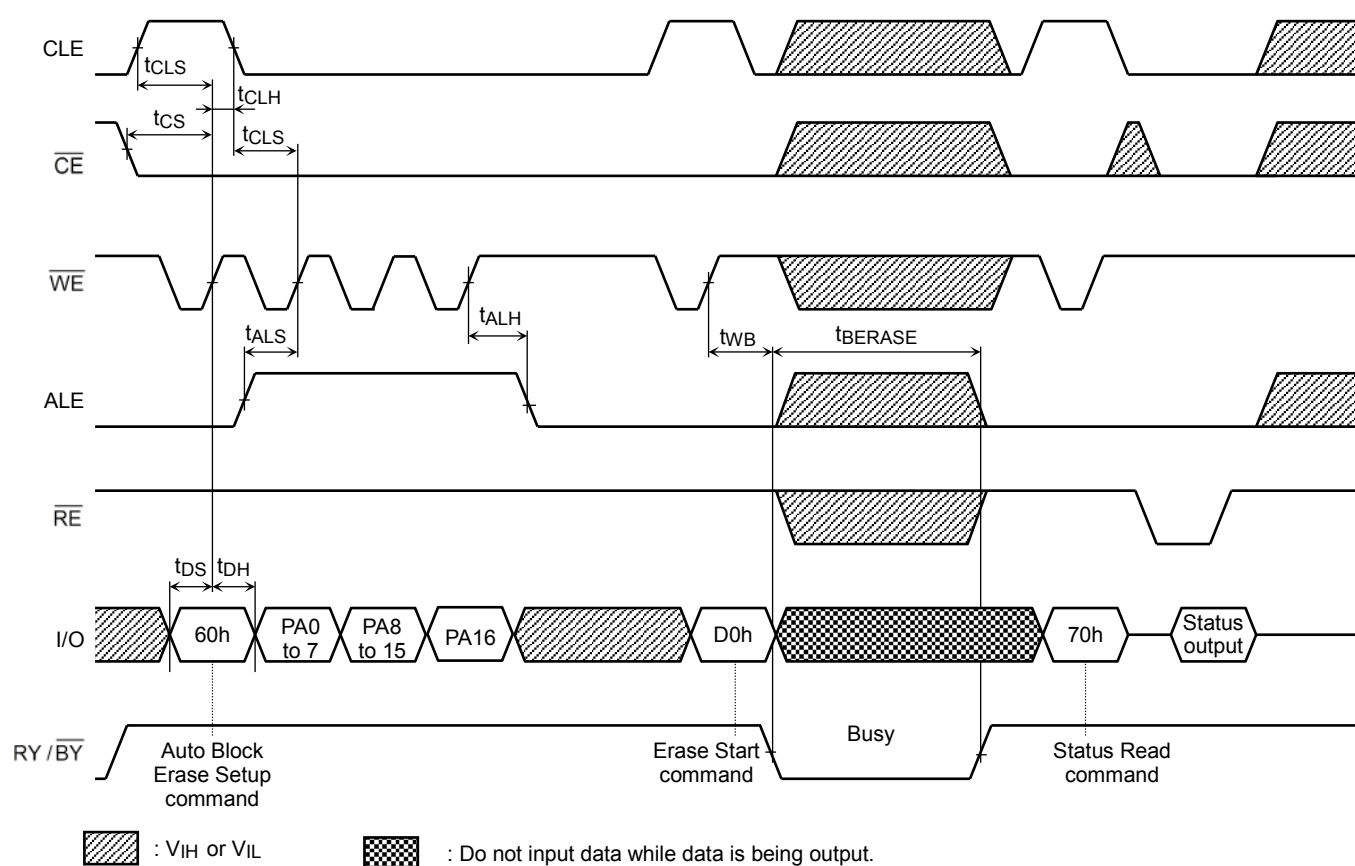 CLE
tCLS
tCLH
tCS
tCLS
CE
WE
tALS
tALH
tWB
tBERASE
ALE
RE
tDS
tDH
I/O
60h
PA0
to 7
PA8
to 15
PA16
D0h
70h
Status
output
RY / BY
Busy
Auto Block
Erase Setup
command
Erase Start
command
Status Read
command
: VIH or VIL
: Do not input data while data is being output.